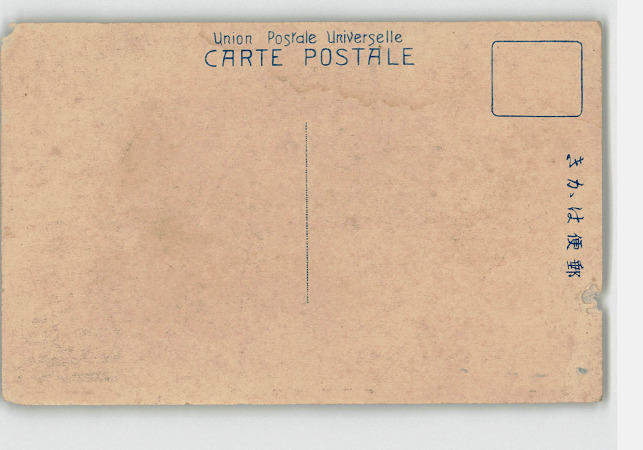 Union Postale Universelle
CARTE POSTALE
郵便はかき